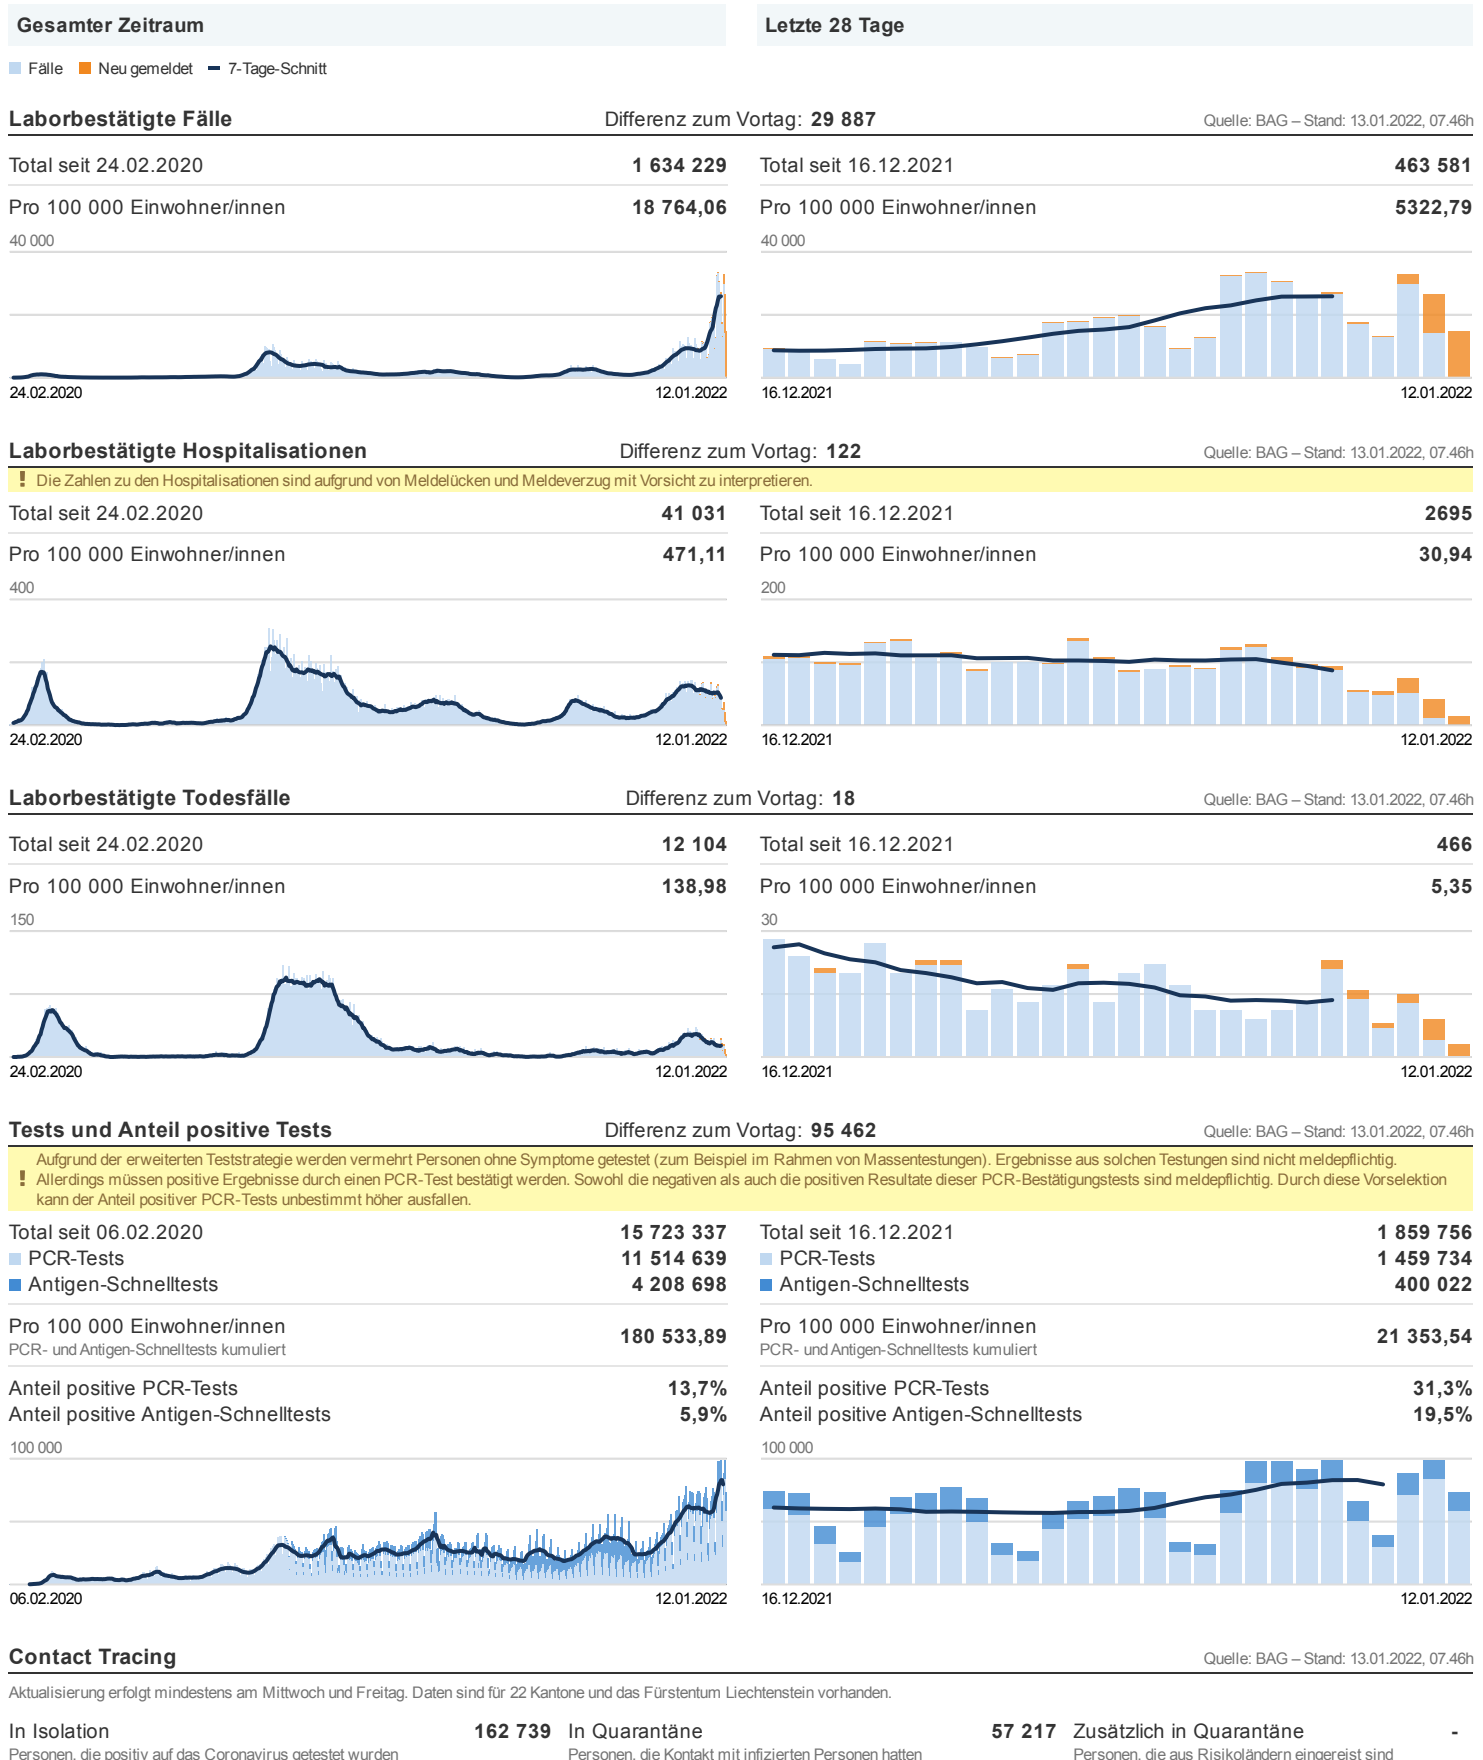 Gesamter Zeitraum
Letzte 28 Tage
Fälle Neu gemeldet 7-Tage-Schnitt
Laborbestätigte Fälle Differenz zum Vortag: 29 887 Quelle: BAG – Stand: 13.01.2022, 07.46h
Total seit 24.02.2020 1 634 229
Pro 100 000 Einwohner/innen 18 764,06
40 000
24.02.2020 12.01.2022
Total seit 16.12.2021 463 581
Pro 100 000 Einwohner/innen 5322,79
40 000
16.12.2021 12.01.2022
Laborbestätigte Hospitalisationen Differenz zum Vortag: 122 Quelle: BAG – Stand: 13.01.2022, 07.46h
! Die Zahlen zu den Hospitalisationen sind aufgrund von Meldelücken und Meldeverzug mit Vorsicht zu interpretieren.
Total seit 24.02.2020 41 031
Pro 100 000 Einwohner/innen 471,11
400
24.02.2020 12.01.2022
Total seit 16.12.2021 2695
Pro 100 000 Einwohner/innen 30,94
200
16.12.2021 12.01.2022
Laborbestätigte Todesfälle Differenz zum Vortag: 18 Quelle: BAG – Stand: 13.01.2022, 07.46h
Total seit 24.02.2020 12 104
Pro 100 000 Einwohner/innen 138,98
150
24.02.2020 12.01.2022
Total seit 16.12.2021 466
Pro 100 000 Einwohner/innen 5,35
30
16.12.2021 12.01.2022
Tests und Anteil positive Tests Differenz zum Vortag: 95 462 Quelle: BAG – Stand: 13.01.2022, 07.46h
Aufgrund der erweiterten Teststrategie werden vermehrt Personen ohne Symptome getestet (zum Beispiel im Rahmen von Massentestungen). Ergebnisse aus solchen Testungen sind nicht meldepflichtig.
! Allerdings müssen positive Ergebnisse durch einen PCR-Test bestätigt werden. Sowohl die negativen als auch die positiven Resultate dieser PCR-Bestätigungstests sind meldepflichtig. Durch diese Vorselektion
kann der Anteil positiver PCR-Tests unbestimmt höher ausfallen.
Total seit 06.02.2020 15 723 337
PCR-Tests 11 514 639
Antigen-Schnelltests 4 208 698
Pro 100 000 Einwohner/innen 180 533,89
PCR- und Antigen-Schnelltests kumuliert
Anteil positive PCR-Tests 13,7%
Anteil positive Antigen-Schnelltests 5,9%
100 000
06.02.2020 12.01.2022
Total seit 16.12.2021 1 859 756
PCR-Tests 1 459 734
Antigen-Schnelltests 400 022
Pro 100 000 Einwohner/innen 21 353,54
PCR- und Antigen-Schnelltests kumuliert
Anteil positive PCR-Tests 31,3%
Anteil positive Antigen-Schnelltests 19,5%
100 000
16.12.2021 12.01.2022
Contact Tracing Quelle: BAG – Stand: 13.01.2022, 07.46h
Aktualisierung erfolgt mindestens am Mittwoch und Freitag. Daten sind für 22 Kantone und das Fürstentum Liechtenstein vorhanden.
In Isolation 162 739
Personen, die positiv auf das Coronavirus getestet wurden
In Quarantäne 57 217
Personen, die Kontakt mit infizierten Personen hatten
Zusätzlich in Quarantäne -
Personen, die aus Risikoländern eingereist sind